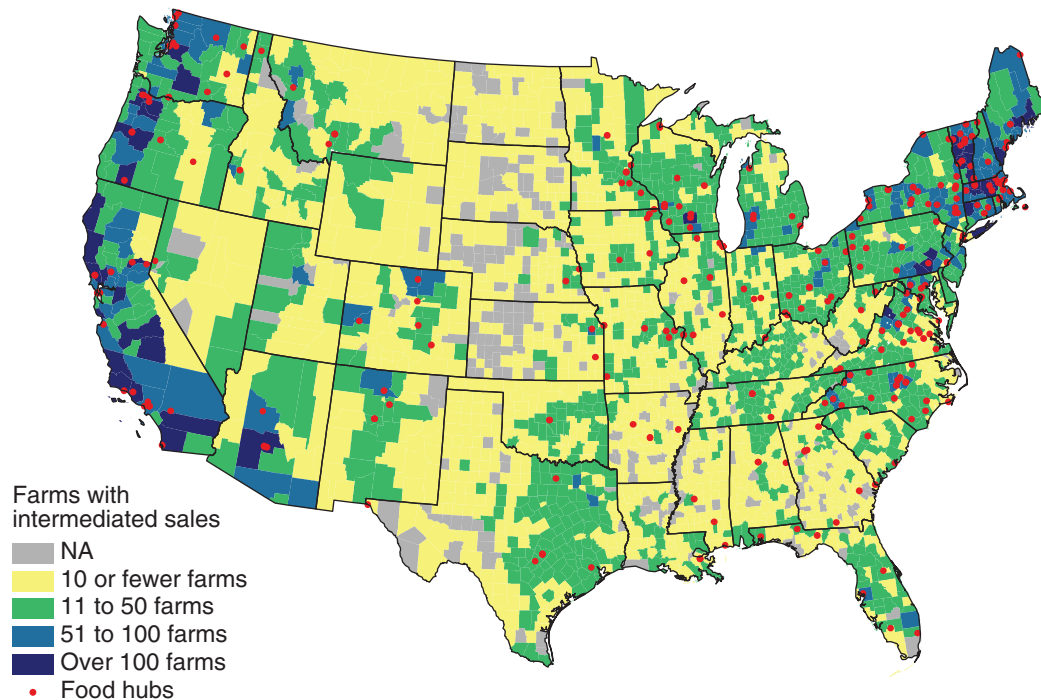 Farms with
intermediated sales
NA
10 or fewer farms
11 to 50 farms
51 to 100 farms
Over 100 farms
Food hubs